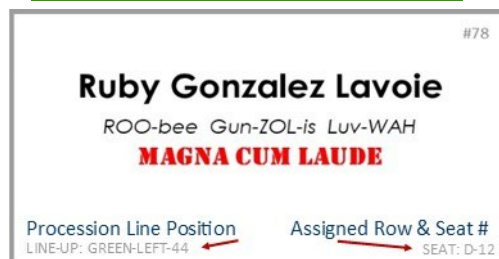 #78
Ruby Gonzalez Lavoie
ROO-bee Gun-ZOL-is Luv-WAH
MAGNA CUM LAUDE
Procession Line Position Assigned Row & Seat #
LINE-UP: GREEN-LEFT-44 SEAT: D-12